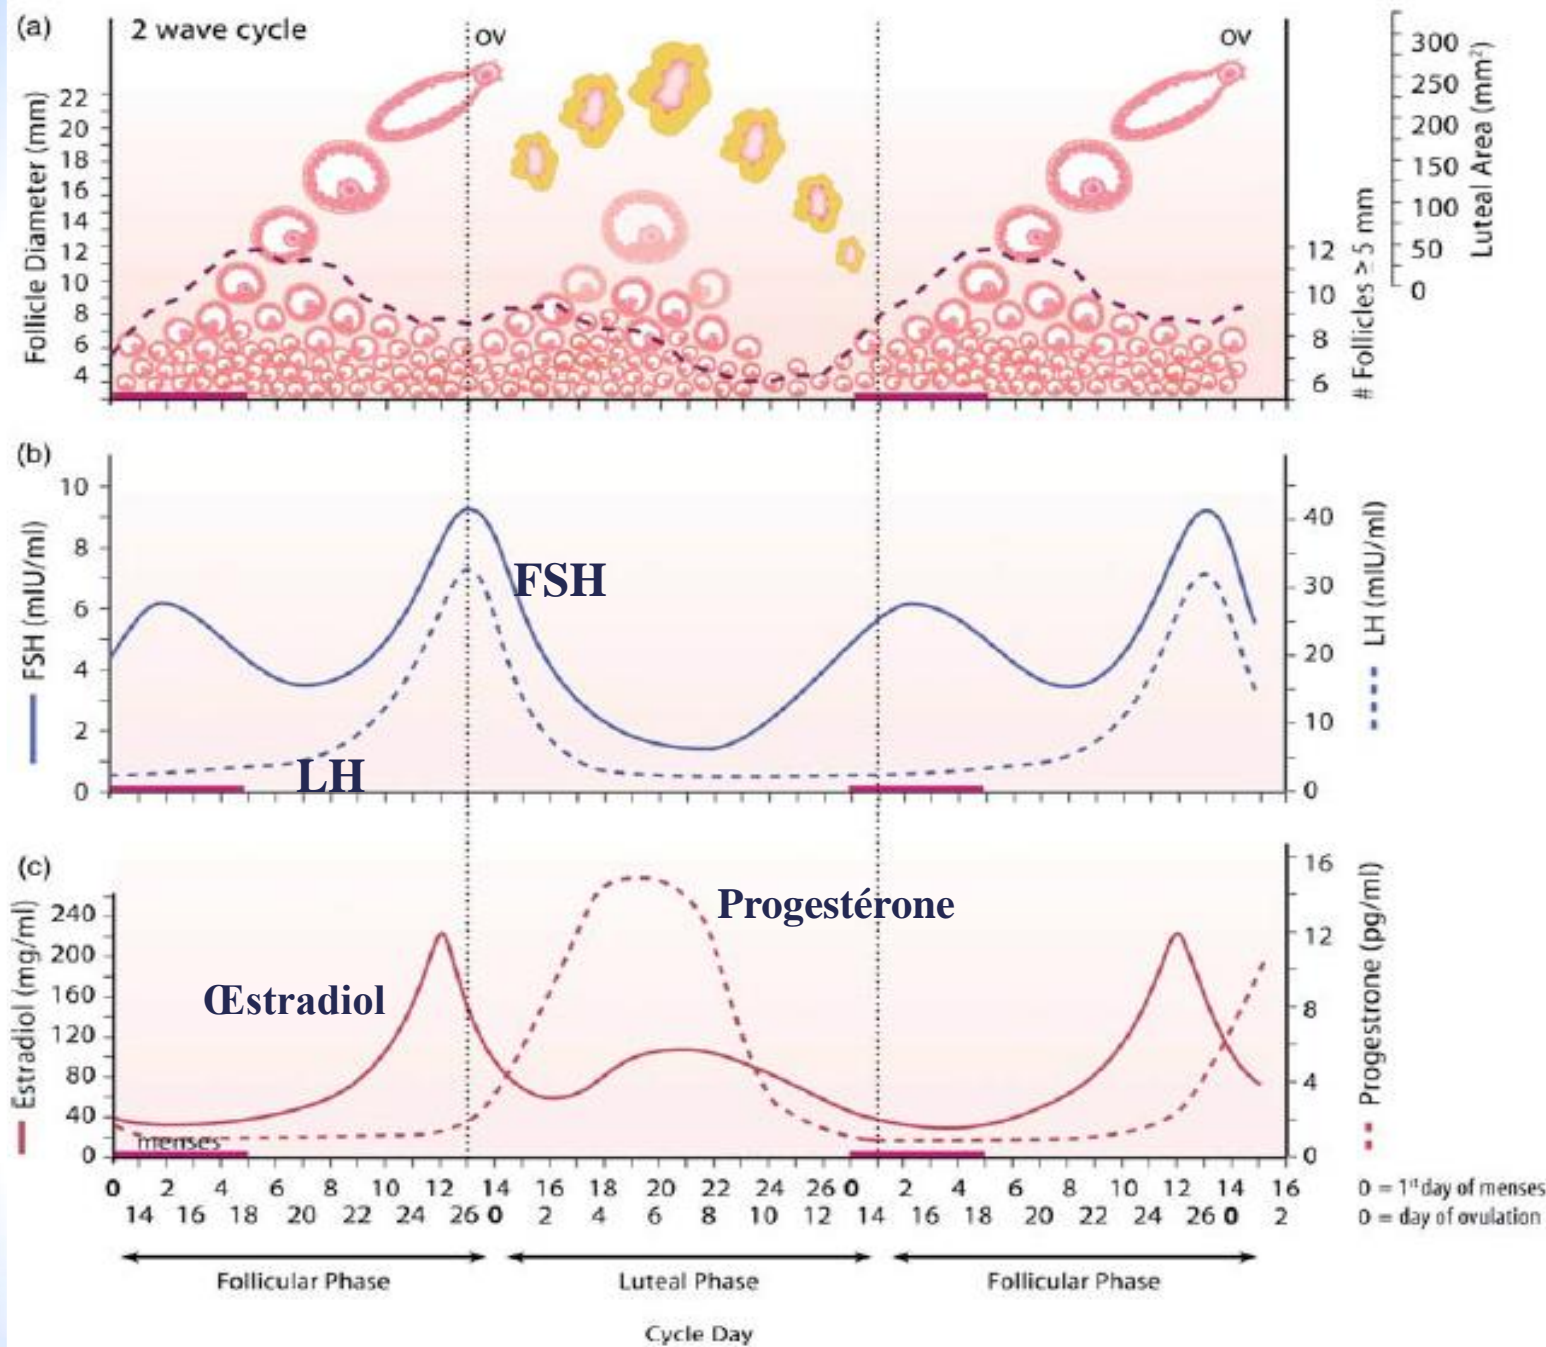 (a)
2 wave cycle
OV
OV
Follicle Diameter (mm)
22
20
18
16
14
12
10
8
6
4
12
10
8
6
# Follicles ≥ 5 mm
300
250
200
150
100
50
0
Luteal Area (mm²)
(b)
FSH (mIU/ml)
10
8
6
4
2
0
FSH
LH
40
30
20
10
0
LH (mIU/ml)
(c)
Estradiol (mg/ml)
240
200
160
120
80
40
0
Œstradiol
Progestérone
menses
16
12
8
4
0
Progestrone (pg/ml)
0 2 4 6 8 10 12 14 16 18 20 22 24 26 0 2 4 6 8 10 12 14 16
14 16 18 20 22 24 26 0 2 4 6 8 10 12 14 16 18 20 22 24 26 0 2
0 = 1st day of menses
0 = day of ovulation
Follicular Phase
Luteal Phase
Follicular Phase
Cycle Day